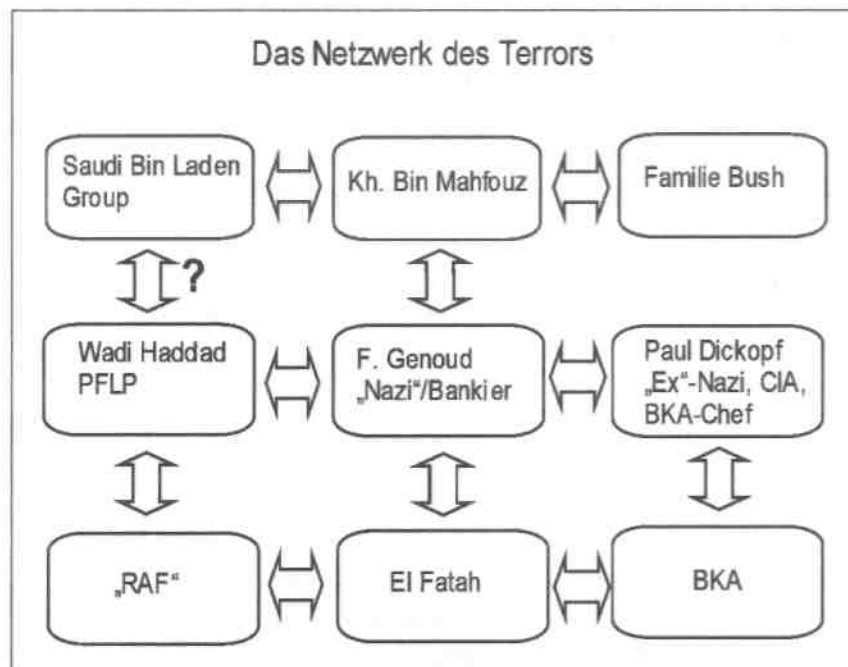 Das Netzwerk des Terrors
Saudi Bin Laden
Group
Kh. Bin Mahfouz
Familie Bush
?
Wadi Haddad
PFLP
F. Genoud
„Nazi“/Bankier
Paul Dickopf
„Ex“-Nazi, CIA,
BKA-Chef
„RAF“
El Fatah
BKA